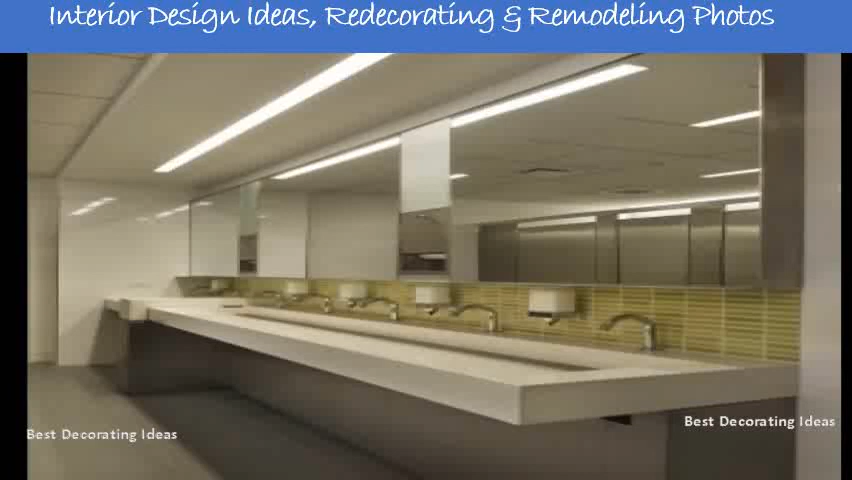 Interior Design Ideas, Redecorating & Remodeling Photos
Best Decorating Ideas
Best Decorating Ideas